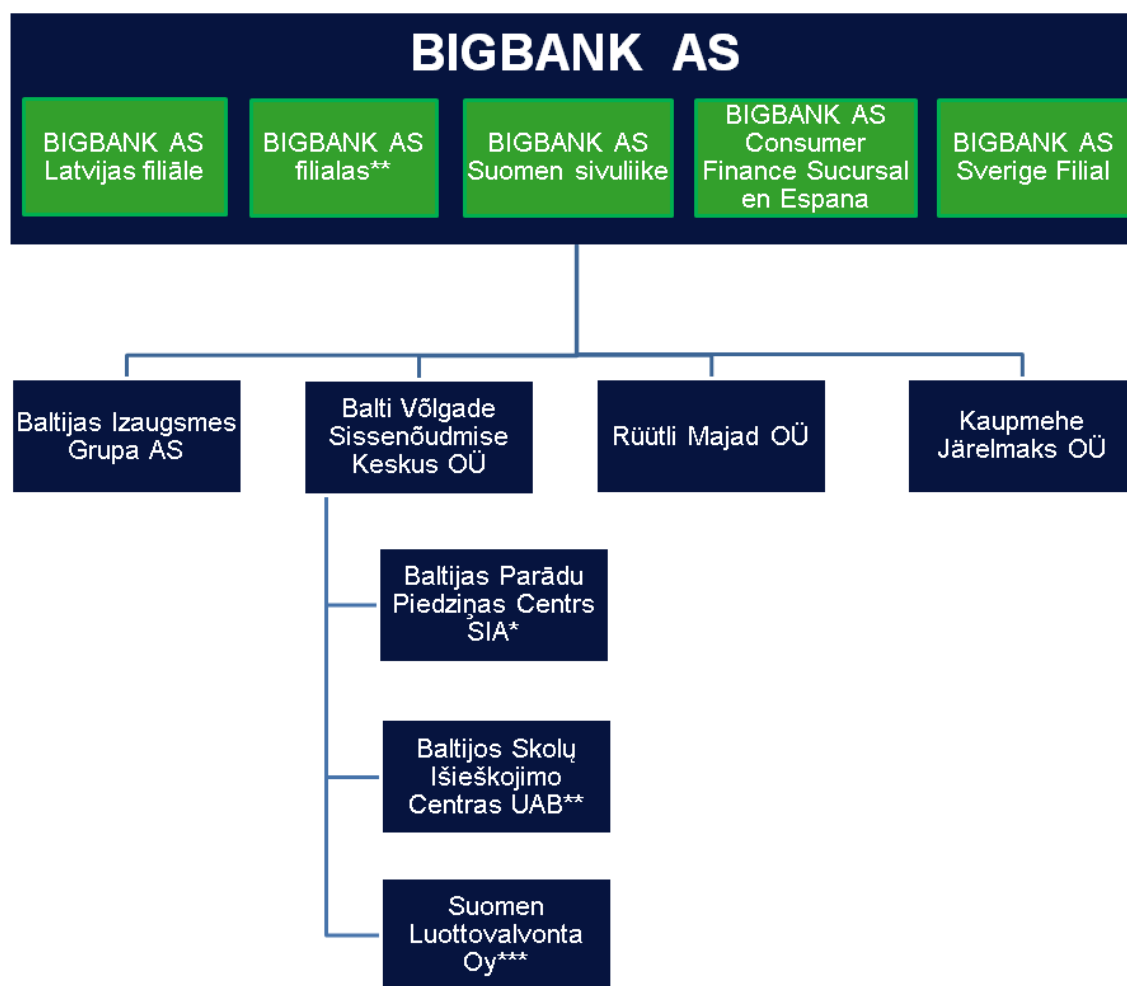 BIGBANK AS
BIGBANK AS
Latvijas filiāle
BIGBANK AS
filialas**
BIGBANK AS
Suomen sivuliike
BIGBANK AS
Consumer
Finance Sucursal
en Espana
BIGBANK AS
Sverige Filial
Baltijas Izaugsmes
Grupa AS
Balti Võlgade
Sissenõudmise
Keskus OÜ
Rüütli Majad OÜ
Kaupmehe
Järelmaks OÜ
Baltijas Parādu
Piedziņas Centrs
SIA*
Baltijos Skolų
Išieškojimo
Centras UAB**
Suomen
Luottovalvonta
Oy***